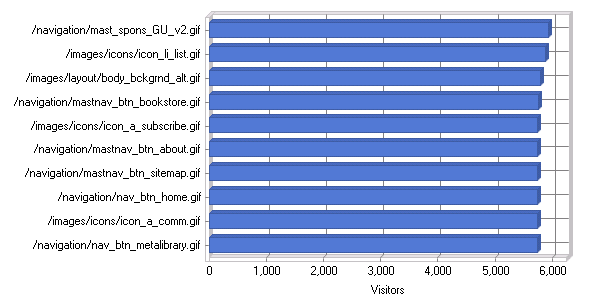 /navigation/mast_spons_GU_v2.gif
/images/icons/icon_li_list.gif
/images/layout/body_bckgrnd_alt.gif
/navigation/mastnav_btn_bookstore.gif
/images/icons/icon_a_subscribe.gif
/navigation/mastnav_btn_about.gif
/navigation/mastnav_btn_sitemap.gif
/navigation/nav_btn_home.gif
/images/icons/icon_a_comm.gif
/navigation/nav_btn_metalibrary.gif
0 1,000 2,000 3,000 4,000 5,000 6,000
Visitors